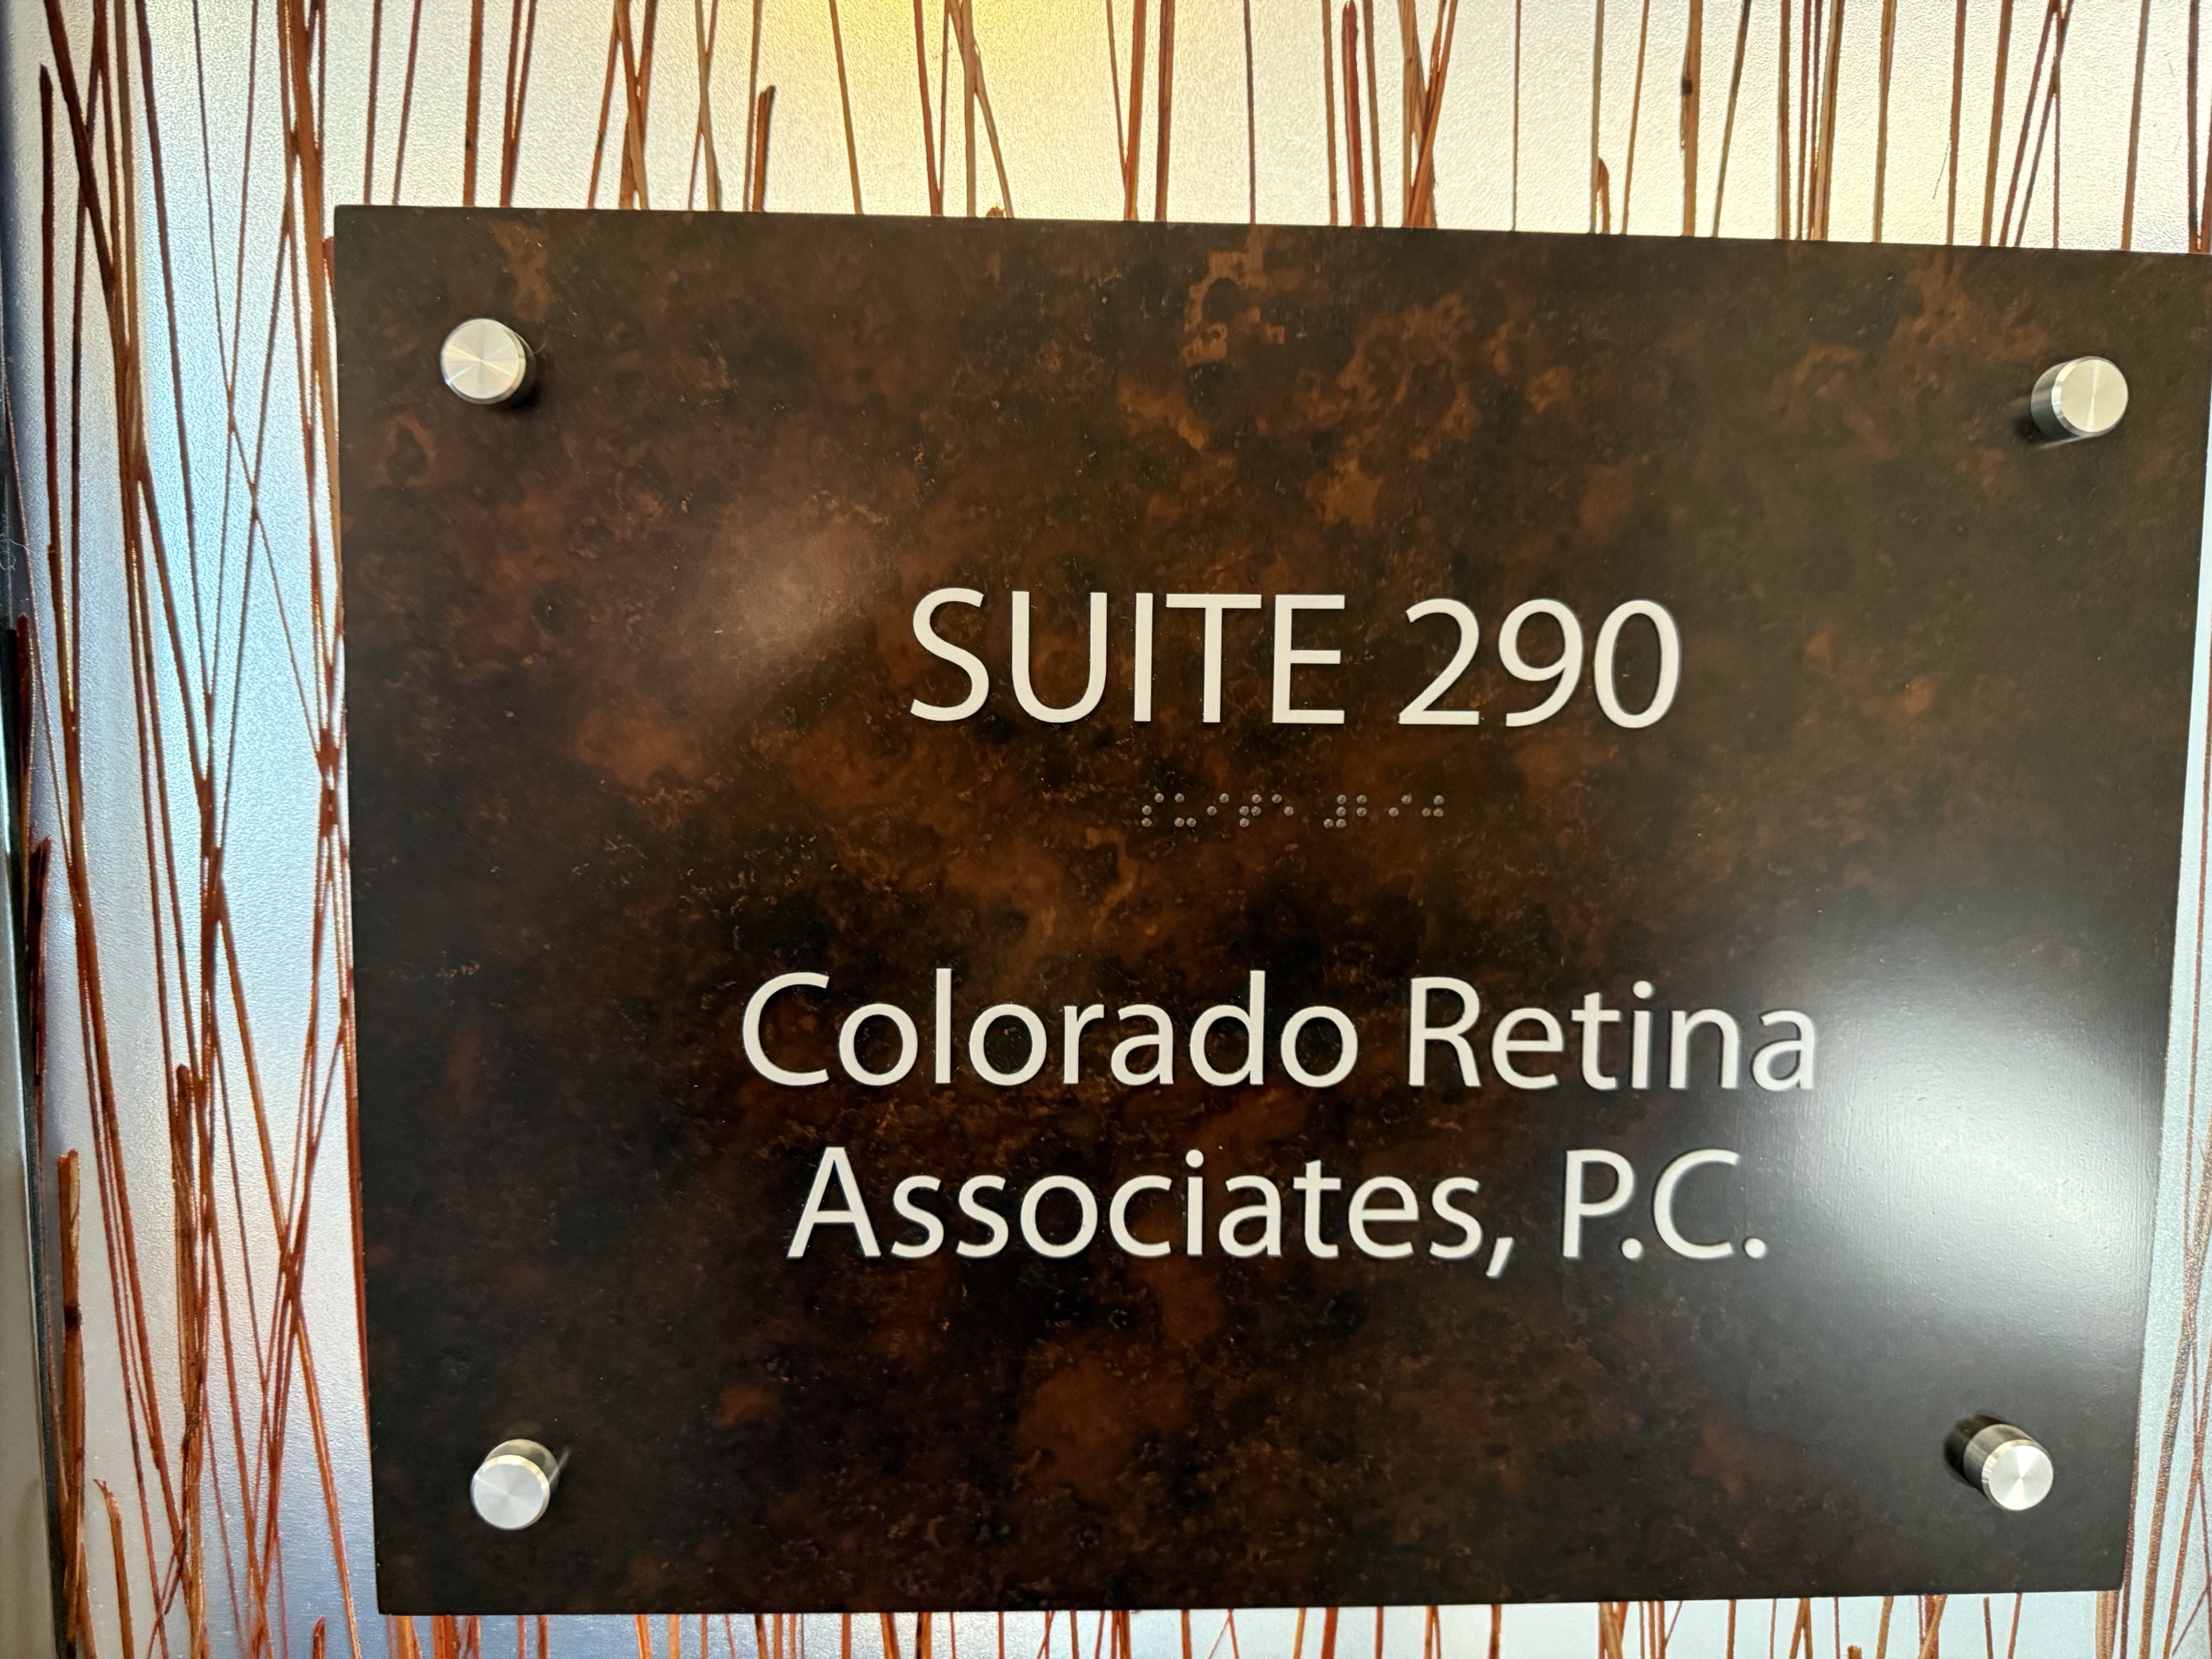 SUITE 290
⠎⠥⠊⠞⠑ ⠼⠃⠊⠚
Colorado Retina
Associates, P.C.